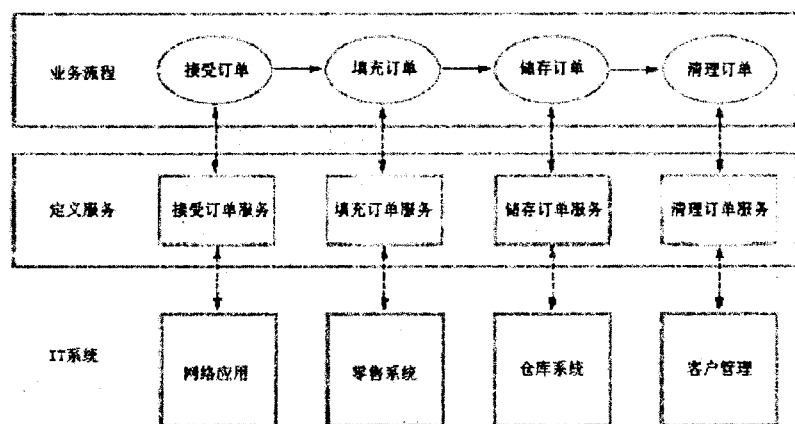 业务流程 接受订单 填充订单 储存订单 清理订单
定义服务 接受订单服务 填充订单服务 储存订单服务 清理订单服务
IT系统 网络应用 零售系统 仓库系统 客户管理